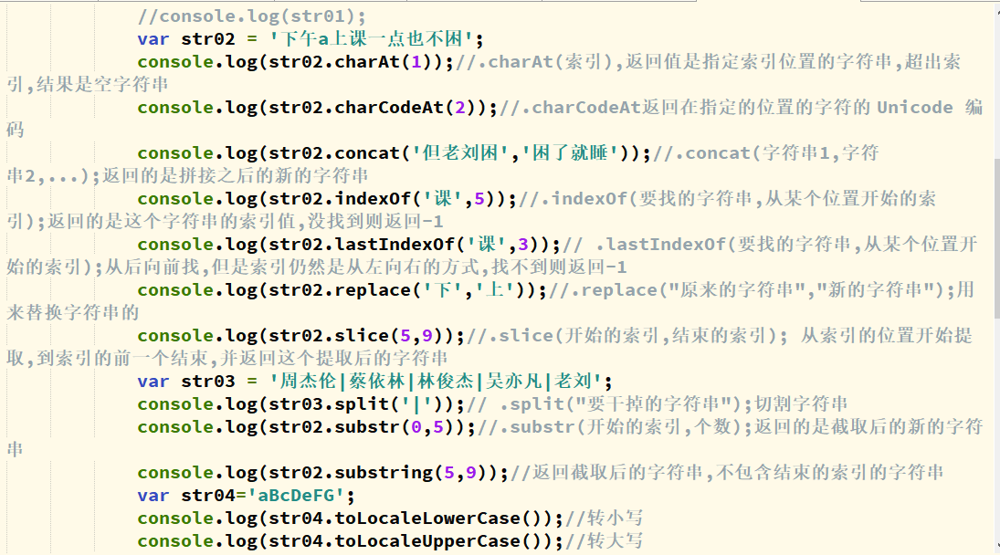 //console.log(str01);
var str02 = '下午a上课一点也不困';
console.log(str02.charAt(1));//.charAt(索引),返回值是指定索引位置的字符串,超出索
引,结果是空字符串
console.log(str02.charCodeAt(2));//.charCodeAt返回在指定的位置的字符的 Unicode 编
码
console.log(str02.concat('但老刘困','困了就睡'));//.concat(字符串1,字符
串2,...);返回的是拼接之后的新的字符串
console.log(str02.indexOf('课',5));//.indexOf(要找的字符串,从某个位置开始的索
引);返回的是这个字符串的索引值,没找到则返回-1
console.log(str02.lastIndexOf('课',3));// .lastIndexOf(要找的字符串,从某个位置开
始的索引);从后向前找,但是索引仍然是从左向右的方式,找不到则返回-1
console.log(str02.replace('下','上'));//.replace("原来的字符串","新的字符串");用
来替换字符串的
console.log(str02.slice(5,9));//.slice(开始的索引,结束的索引); 从索引的位置开始提
取,到索引的前一个结束,并返回这个提取后的字符串
var str03 = '周杰伦|蔡依林|林俊杰|吴亦凡|老刘';
console.log(str03.split('|'));// .split("要干掉的字符串");切割字符串
console.log(str02.substr(0,5));//.substr(开始的索引,个数);返回的是截取后的新的字符
串
console.log(str02.substring(5,9));//返回截取后的字符串,不包含结束的索引的字符串
var str04='aBcDeFG';
console.log(str04.toLocaleLowerCase());//转小写
console.log(str04.toLocaleUpperCase());//转大写